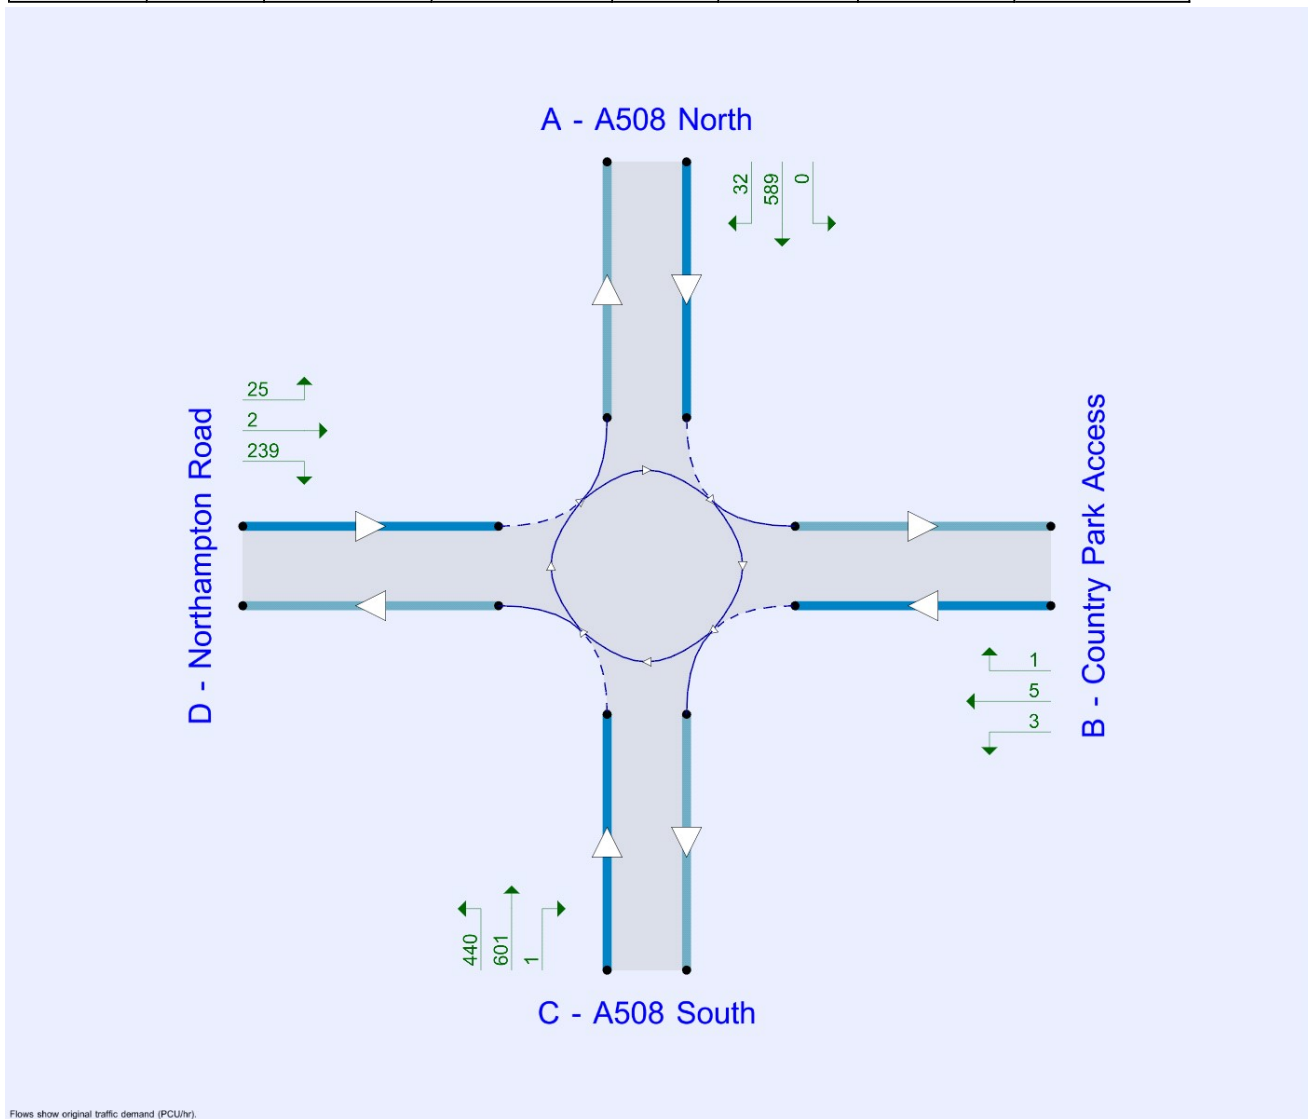 A - A508 North
32
589
0
25
2
239
D - Northampton Road
B - Country Park Access
1
5
3
440
601
1
C - A508 South
Flows show original traffic demand (PCU/hr).